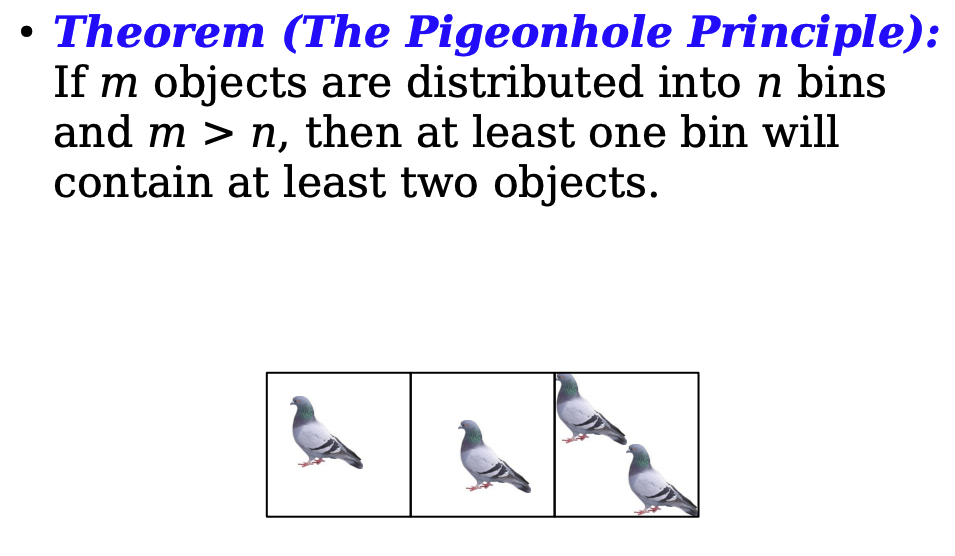 • Theorem (The Pigeonhole Principle):
If m objects are distributed into n bins
and m > n, then at least one bin will
contain at least two objects.